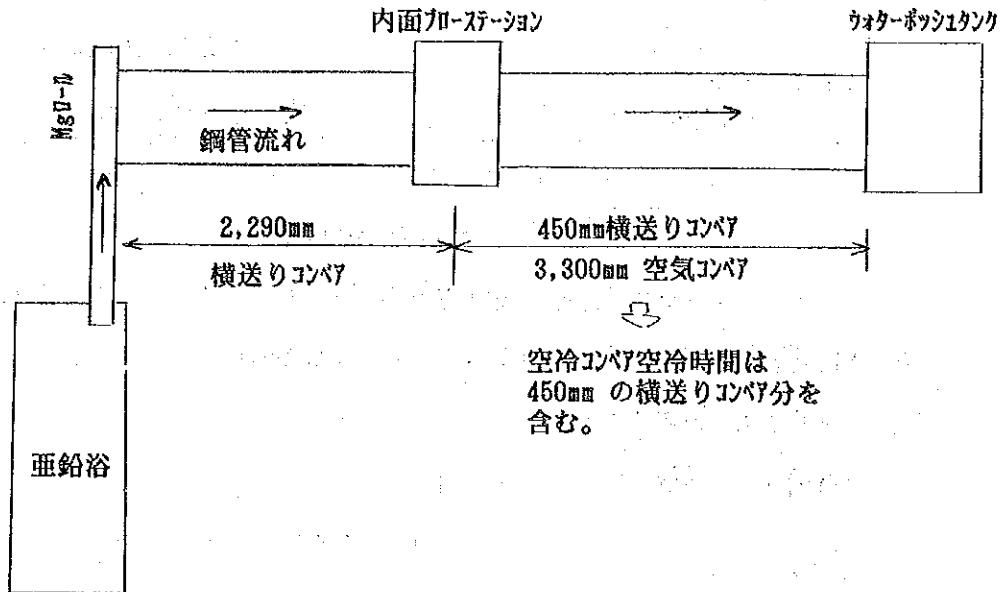 内面ブローステーション
ウォターポッシュタンク
Mgロール
鋼管流れ
2,290mm
横送りコンベア
450mm横送りコンベア
3,300mm 空気コンベア
空冷コンベア空冷時間は
450mm の横送りコンベア分を
含む。
亜鉛浴